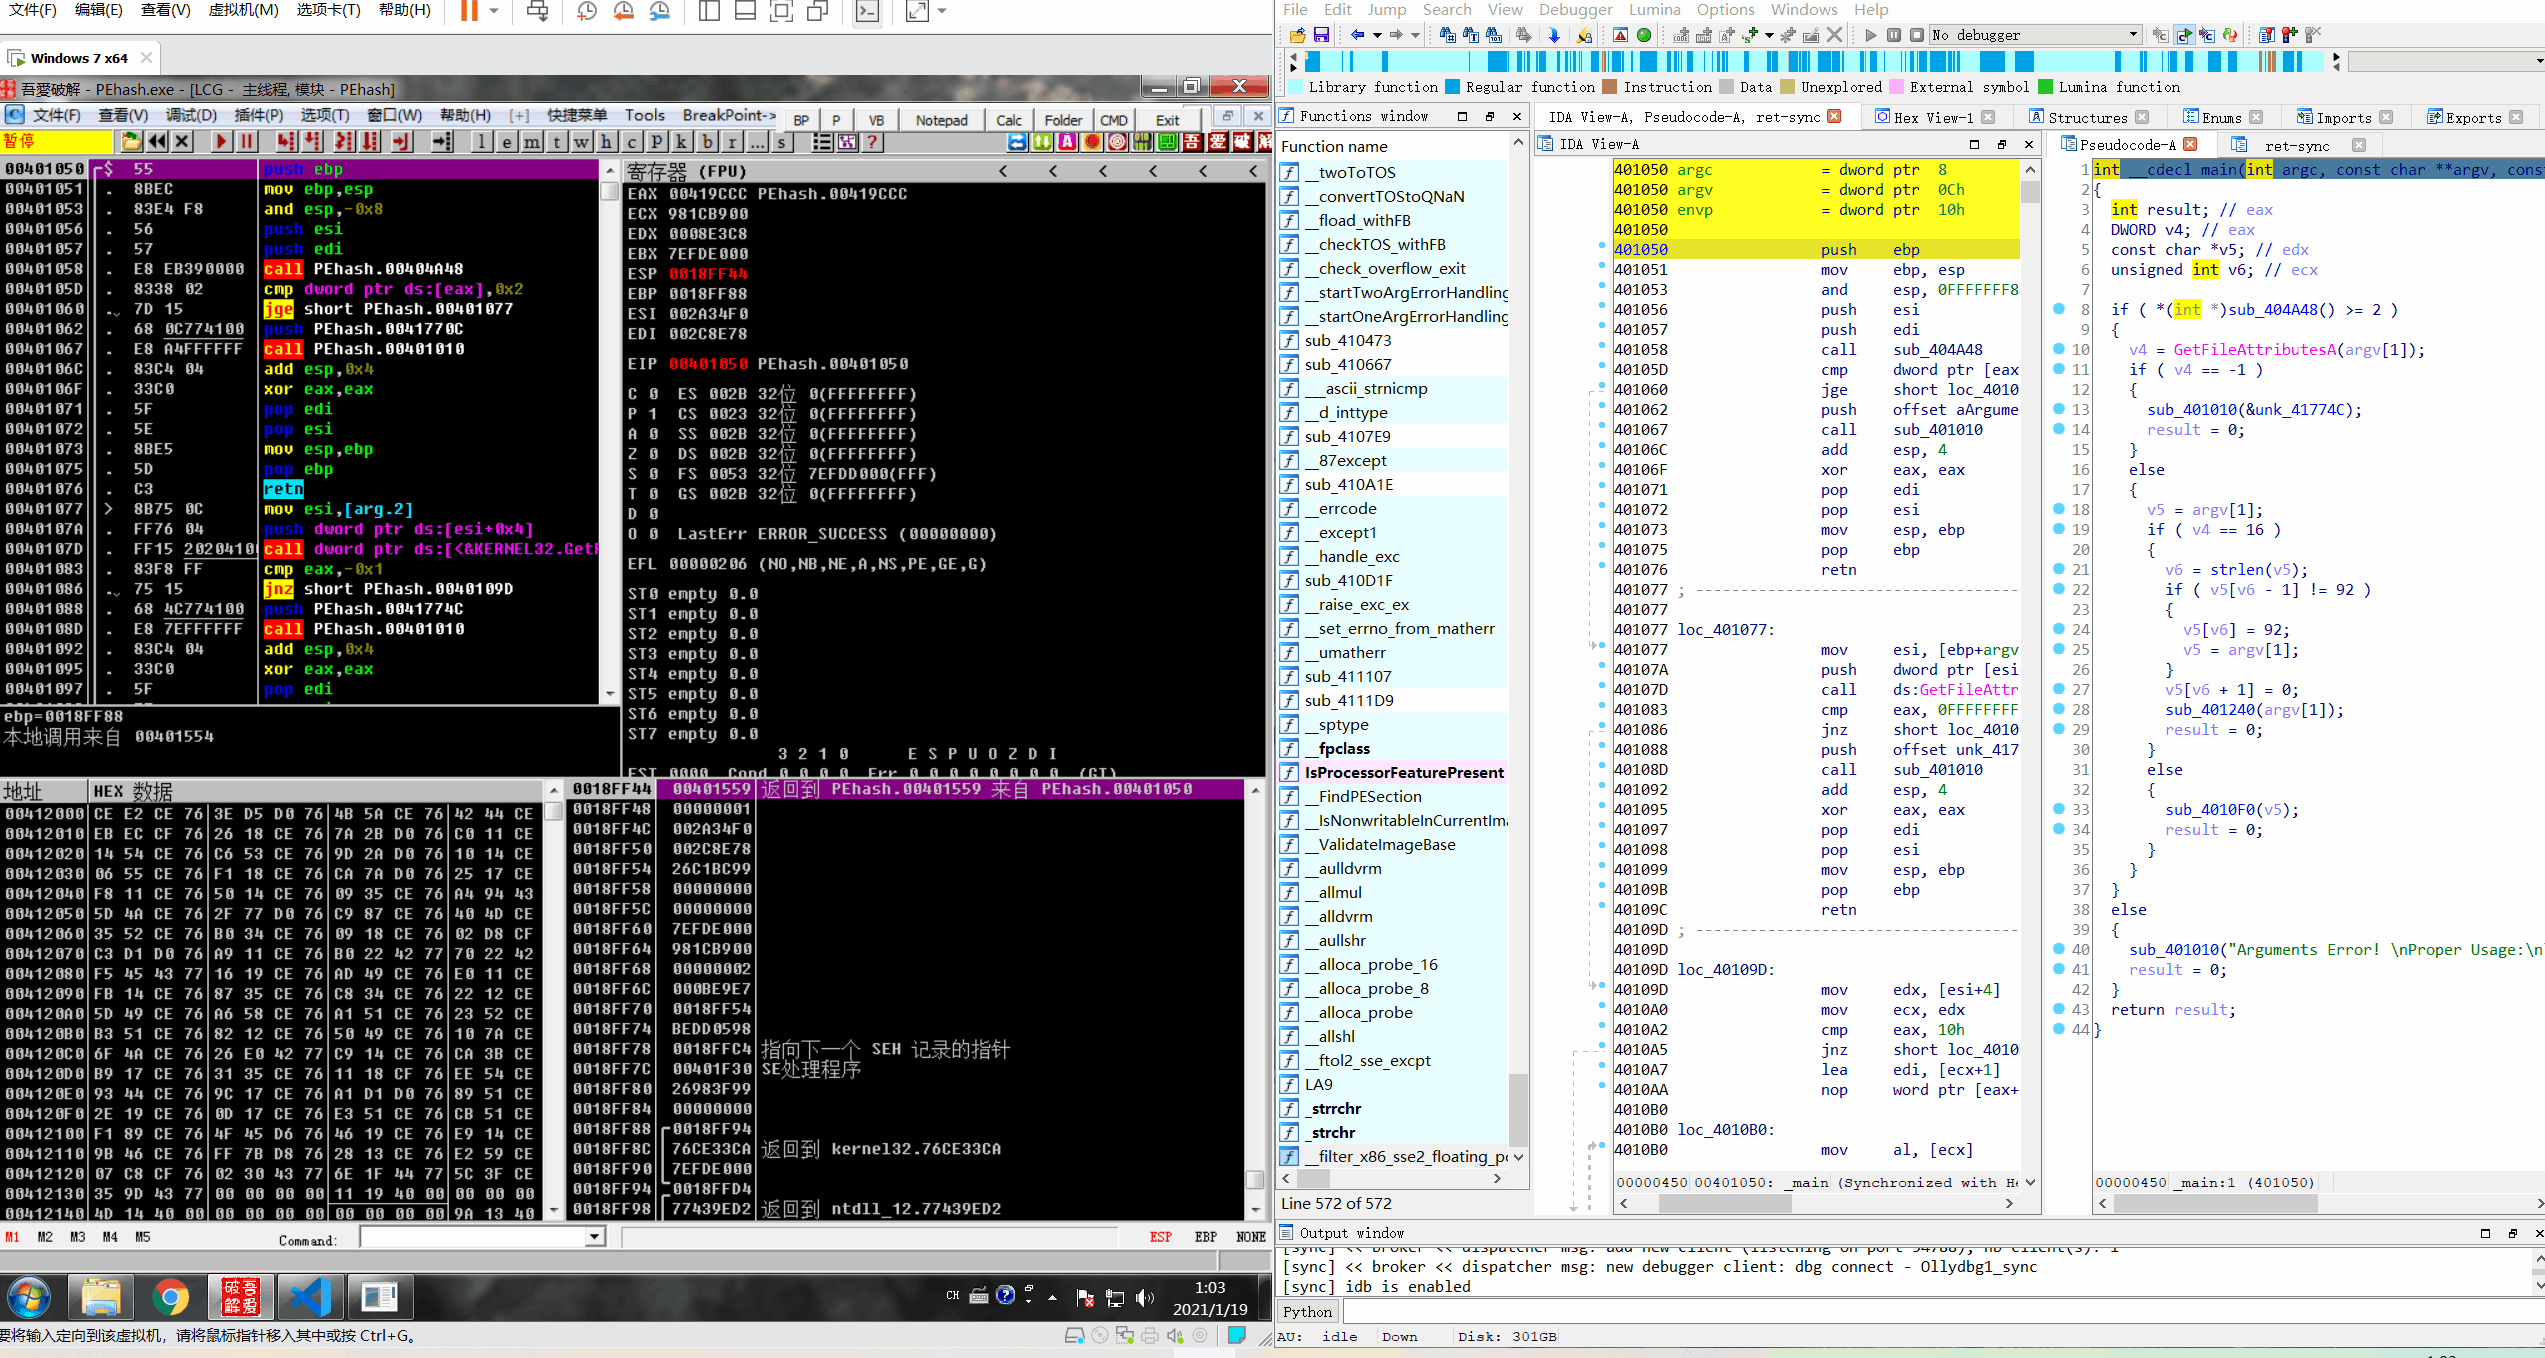 文件(F) 编辑(E) 查看(V) 虚拟机(M) 选项卡(T) 帮助(H)
Windows 7 x64
吾爱破解 - PEhash.exe - [LCG - 主线程, 模块 - PEhash]
文件(F) 查看(V) 调试(D) 插件(P) 选项(T) 窗口(W) 帮助(H) [+] 快捷菜单 Tools BreakPoint-> BP P VB Notepad Calc Folder CMD Exit
暂停 l e m t w h c p k b r ... s
00401050 $ 55 push ebp
00401051 . 8BEC mov ebp,esp
00401053 . 83E4 F8 and esp,-0x8
00401056 . 56 push esi
00401057 . 57 push edi
00401058 . E8 EB390000 call PEhash.00404A48
0040105D . 8338 02 cmp dword ptr ds:[eax],0x2
00401060 . 7D 15 jge short PEhash.00401077
00401062 . 68 0C774100 push PEhash.0041770C
00401067 . E8 A4FFFFFF call PEhash.00401010
0040106C . 83C4 04 add esp,0x4
0040106F . 33C0 xor eax,eax
00401071 . 5F pop edi
00401072 . 5E pop esi
00401073 . 8BE5 mov esp,ebp
00401075 . 5D pop ebp
00401076 . C3 retn
00401077 > 8B75 0C mov esi,[arg.2]
0040107A . FF76 04 push dword ptr ds:[esi+0x4]
0040107D . FF15 2020410 call dword ptr ds:[<&KERNEL32.Get
00401083 . 83F8 FF cmp eax,-0x1
00401086 . 75 15 jnz short PEhash.0040109D
00401088 . 68 4C774100 push PEhash.0041774C
0040108D . E8 7EFFFFFF call PEhash.00401010
00401092 . 83C4 04 add esp,0x4
00401095 . 33C0 xor eax,eax
00401097 . 5F pop edi
ebp=0018FF88
本地调用来自 00401554
寄存器 (FPU) < < < < < <
EAX 00419CCC PEhash.00419CCC
ECX 981CB900
EDX 0008E3C8
EBX 7EFDE000
ESP 0018FF44
EBP 0018FF88
ESI 002A34F0
EDI 002C8E78
EIP 00401050 PEhash.00401050
C 0 ES 002B 32位 0(FFFFFFFF)
P 1 CS 0023 32位 0(FFFFFFFF)
A 0 SS 002B 32位 0(FFFFFFFF)
Z 0 DS 002B 32位 0(FFFFFFFF)
S 0 FS 0053 32位 7EFDD000(FFF)
T 0 GS 002B 32位 0(FFFFFFFF)
D 0
O 0 LastErr ERROR_SUCCESS (00000000)
EFL 00000206 (NO,NB,NE,A,NS,PE,GE,G)
ST0 empty 0.0
ST1 empty 0.0
ST2 empty 0.0
ST3 empty 0.0
ST4 empty 0.0
ST5 empty 0.0
ST6 empty 0.0
ST7 empty 0.0
3 2 1 0 E S P U O Z D I
FST 0000 Cond 0 0 0 0 Err 0 0 0 0 0 0 0 0 (GT)
地址 HEX 数据
00412000 CE E2 CE 76 3E D5 D0 76 4B 5A CE 76 42 44 CE
00412010 EB EC CF 76 26 18 CE 76 7A 2B D0 76 C0 11 CE
00412020 14 54 CE 76 C6 53 CE 76 9D 2A D0 76 10 14 CE
00412030 06 55 CE 76 F1 18 CE 76 CA 7A D0 76 25 17 CE
00412040 F8 11 CE 76 50 14 CE 76 09 35 CE 76 A4 94 43
00412050 5D 4A CE 76 2F 77 D0 76 C9 87 CE 76 40 4D CE
00412060 35 52 CE 76 B0 34 CE 76 09 18 CE 76 02 D8 CF
00412070 C3 D1 D0 76 A9 11 CE 76 B0 22 42 77 70 22 42
00412080 F5 45 43 77 16 19 CE 76 AD 49 CE 76 E0 11 CE
00412090 FB 14 CE 76 87 35 CE 76 C8 34 CE 76 22 12 CE
004120A0 5D 49 CE 76 A6 58 CE 76 A1 51 CE 76 23 52 CE
004120B0 B3 51 CE 76 82 12 CE 76 50 49 CE 76 10 7A CE
004120C0 6F 4A CE 76 26 E0 42 77 C9 14 CE 76 CA 3B CE
004120D0 B9 17 CE 76 31 35 CE 76 11 18 CF 76 EE 54 CE
004120E0 93 44 CE 76 9C 17 CE 76 A1 D1 D0 76 89 51 CE
004120F0 2E 19 CE 76 0D 17 CE 76 E3 51 CE 76 CB 51 CE
00412100 F1 89 CE 76 4F 45 D6 76 46 19 CE 76 E9 14 CE
00412110 9B 46 CE 76 FF 7B D8 76 28 13 CE 76 E2 59 CE
00412120 07 C8 CF 76 02 30 43 77 6E 1F 44 77 5C 3F CE
00412130 35 9D 43 77 00 00 00 00 11 19 40 00 00 00 00
00412140 4D 14 40 00 00 00 00 00 00 00 00 00 9A 13 40
0018FF44 00401559 返回到 PEhash.00401559 来自 PEhash.00401050
0018FF48 00000001
0018FF4C 002A34F0
0018FF50 002C8E78
0018FF54 26C1BC99
0018FF58 00000000
0018FF5C 00000000
0018FF60 7EFDE000
0018FF64 981CB900
0018FF68 00000002
0018FF6C 000BE9E7
0018FF70 0018FF54
0018FF74 BEDD0598
0018FF78 0018FFC4 指向下一个 SEH 记录的指针
0018FF7C 00401F30 SE处理程序
0018FF80 26983F99
0018FF84 00000000
0018FF88 0018FF94
0018FF8C 76CE33CA 返回到 kernel32.76CE33CA
0018FF90 7EFDE000
0018FF94 0018FFD4
0018FF98 77439ED2 返回到 ntdll_12.77439ED2
M1 M2 M3 M4 M5 Command: ESP EBP NONE
CH 1:03
2021/1/19
要将输入定向到该虚拟机，请将鼠标指针移入其中或按 Ctrl+G。
File Edit Jump Search View Debugger Lumina Options Windows Help
No debugger
Library function Regular function Instruction Data Unexplored External symbol Lumina function
Functions window
Function name
__twoToTOS
__convertTOStoQNaN
__fload_withFB
__checkTOS_withFB
__check_overflow_exit
__startTwoArgErrorHandling
__startOneArgErrorHandling
sub_410473
sub_410667
___ascii_strnicmp
__d_inttype
sub_4107E9
__87except
sub_410A1E
__errcode
__except1
__handle_exc
sub_410D1F
__raise_exc_ex
__set_errno_from_matherr
__umatherr
sub_411107
sub_4111D9
__sptype
__fpclass
IsProcessorFeaturePresent
__FindPESection
__IsNonwritableInCurrentIma
__ValidateImageBase
__aulldvrm
__allmul
__alldvrm
__aullshr
__alloca_probe_16
__alloca_probe_8
__alloca_probe
__allshl
__ftol2_sse_excpt
LA9
_strrchr
_strchr
__filter_x86_sse2_floating_po
Line 572 of 572
IDA View-A, Pseudocode-A, ret-sync Hex View-1 Structures Enums Imports Exports
IDA View-A
401050 argc = dword ptr 8
401050 argv = dword ptr 0Ch
401050 envp = dword ptr 10h
401050
401050 push ebp
401051 mov ebp, esp
401053 and esp, 0FFFFFFF8
401056 push esi
401057 push edi
401058 call sub_404A48
40105D cmp dword ptr [eax
401060 jge short loc_4010
401062 push offset aArgume
401067 call sub_401010
40106C add esp, 4
40106F xor eax, eax
401071 pop edi
401072 pop esi
401073 mov esp, ebp
401075 pop ebp
401076 retn
401077 ; ------------------------------------
401077
401077 loc_401077:
401077 mov esi, [ebp+argv
40107A push dword ptr [esi
40107D call ds:GetFileAttr
401083 cmp eax, 0FFFFFFFF
401086 jnz short loc_4010
401088 push offset unk_417
40108D call sub_401010
401092 add esp, 4
401095 xor eax, eax
401097 pop edi
401098 pop esi
401099 mov esp, ebp
40109B pop ebp
40109C retn
40109D ; ------------------------------------
40109D
40109D loc_40109D:
40109D mov edx, [esi+4]
4010A0 mov ecx, edx
4010A2 cmp eax, 10h
4010A5 jnz short loc_4010
4010A7 lea edi, [ecx+1]
4010AA nop word ptr [eax+
4010B0
4010B0 loc_4010B0:
4010B0 mov al, [ecx]
00000450 00401050: _main (Synchronized with He
Pseudocode-A ret-sync
1 int __cdecl main(int argc, const char **argv, cons
2 {
3 int result; // eax
4 DWORD v4; // eax
5 const char *v5; // edx
6 unsigned int v6; // ecx
7
8 if ( *(int *)sub_404A48() >= 2 )
9 {
10 v4 = GetFileAttributesA(argv[1]);
11 if ( v4 == -1 )
12 {
13 sub_401010(&unk_41774C);
14 result = 0;
15 }
16 else
17 {
18 v5 = argv[1];
19 if ( v4 == 16 )
20 {
21 v6 = strlen(v5);
22 if ( v5[v6 - 1] != 92 )
23 {
24 v5[v6] = 92;
25 v5 = argv[1];
26 }
27 v5[v6 + 1] = 0;
28 sub_401240(argv[1]);
29 result = 0;
30 }
31 else
32 {
33 sub_4010F0(v5);
34 result = 0;
35 }
36 }
37 }
38 else
39 {
40 sub_401010("Arguments Error! \nProper Usage:\n
41 result = 0;
42 }
43 return result;
44 }
00000450 _main:1 (401050)
Output window
[sync] << broker << dispatcher msg: add new client (listening on port 54788), nb client(s): 1
[sync] << broker << dispatcher msg: new debugger client: dbg connect - Ollydbg1_sync
[sync] idb is enabled
Python
AU: idle Down Disk: 301GB